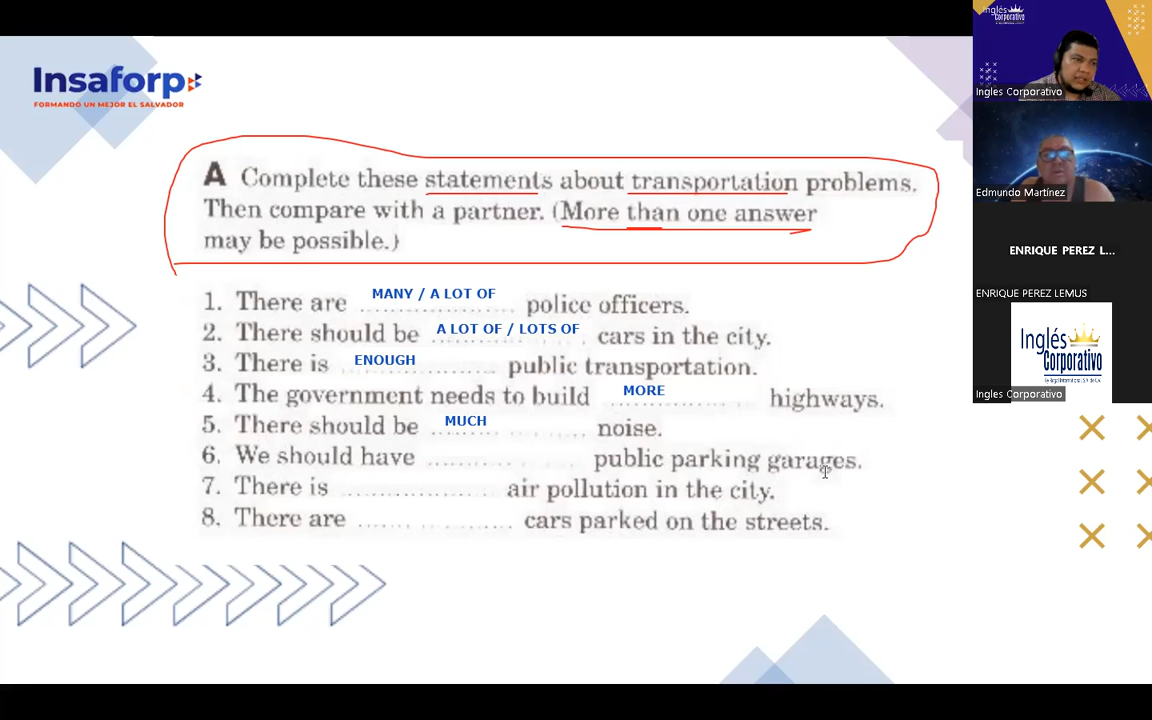 Insaforp
FORMANDO UN MEJOR EL SALVADOR
A Complete these statements about transportation problems.
Then compare with a partner. (More than one answer
may be possible.)
1. There are MANY / A LOT OF police officers.
2. There should be A LOT OF / LOTS OF cars in the city.
3. There is ENOUGH public transportation.
4. The government needs to build MORE highways.
5. There should be MUCH noise.
6. We should have .................... public parking garages.
7. There is .................... air pollution in the city.
8. There are .................... cars parked on the streets.
Inglés
Corporativo
Ingles Corporativo
Edmundo Martínez
ENRIQUE PEREZ L...
ENRIQUE PEREZ LEMUS
Inglés
Corporativo
Ingles Corporativo